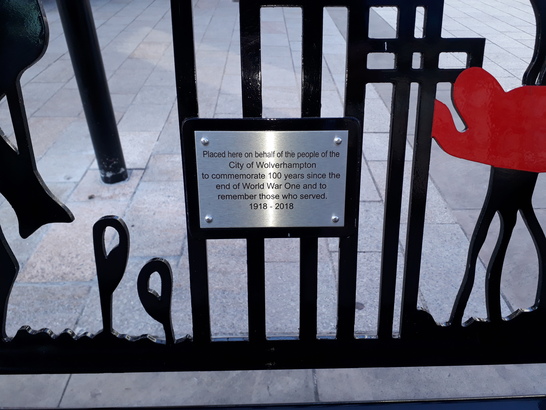 Placed here on behalf of the people of the
City of Wolverhampton
to commemorate 100 years since the
end of World War One and to
remember those who served.
1918 - 2018